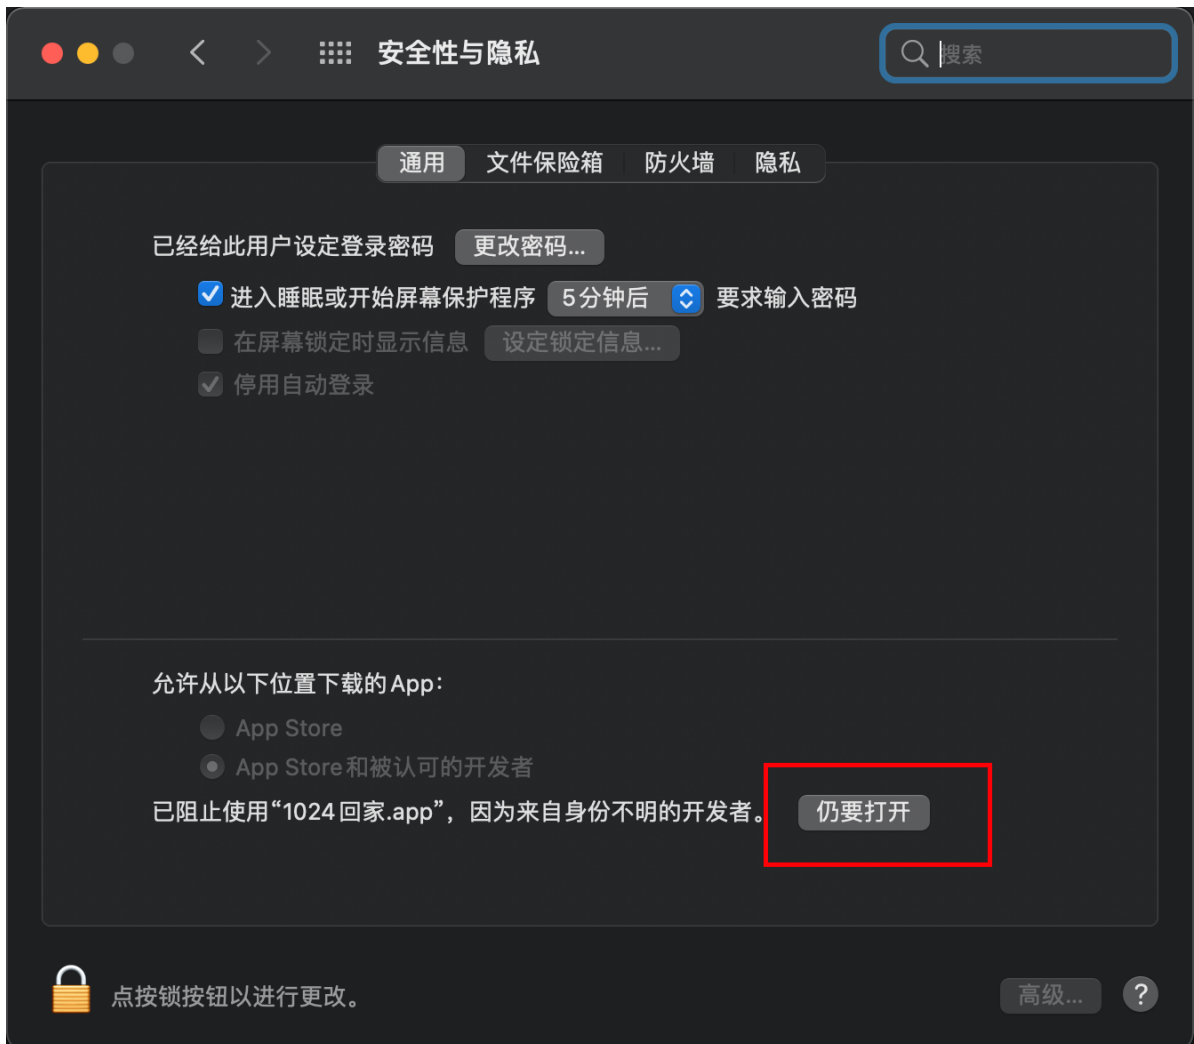 安全性与隐私
搜索
通用 文件保险箱 防火墙 隐私
已经给此用户设定登录密码 更改密码...
进入睡眠或开始屏幕保护程序 5分钟后 要求输入密码
在屏幕锁定时显示信息 设定锁定信息...
停用自动登录
允许从以下位置下载的App：
App Store
App Store和被认可的开发者
已阻止使用“1024回家.app”，因为来自身份不明的开发者。 仍要打开
点按锁按钮以进行更改。
高级... ?